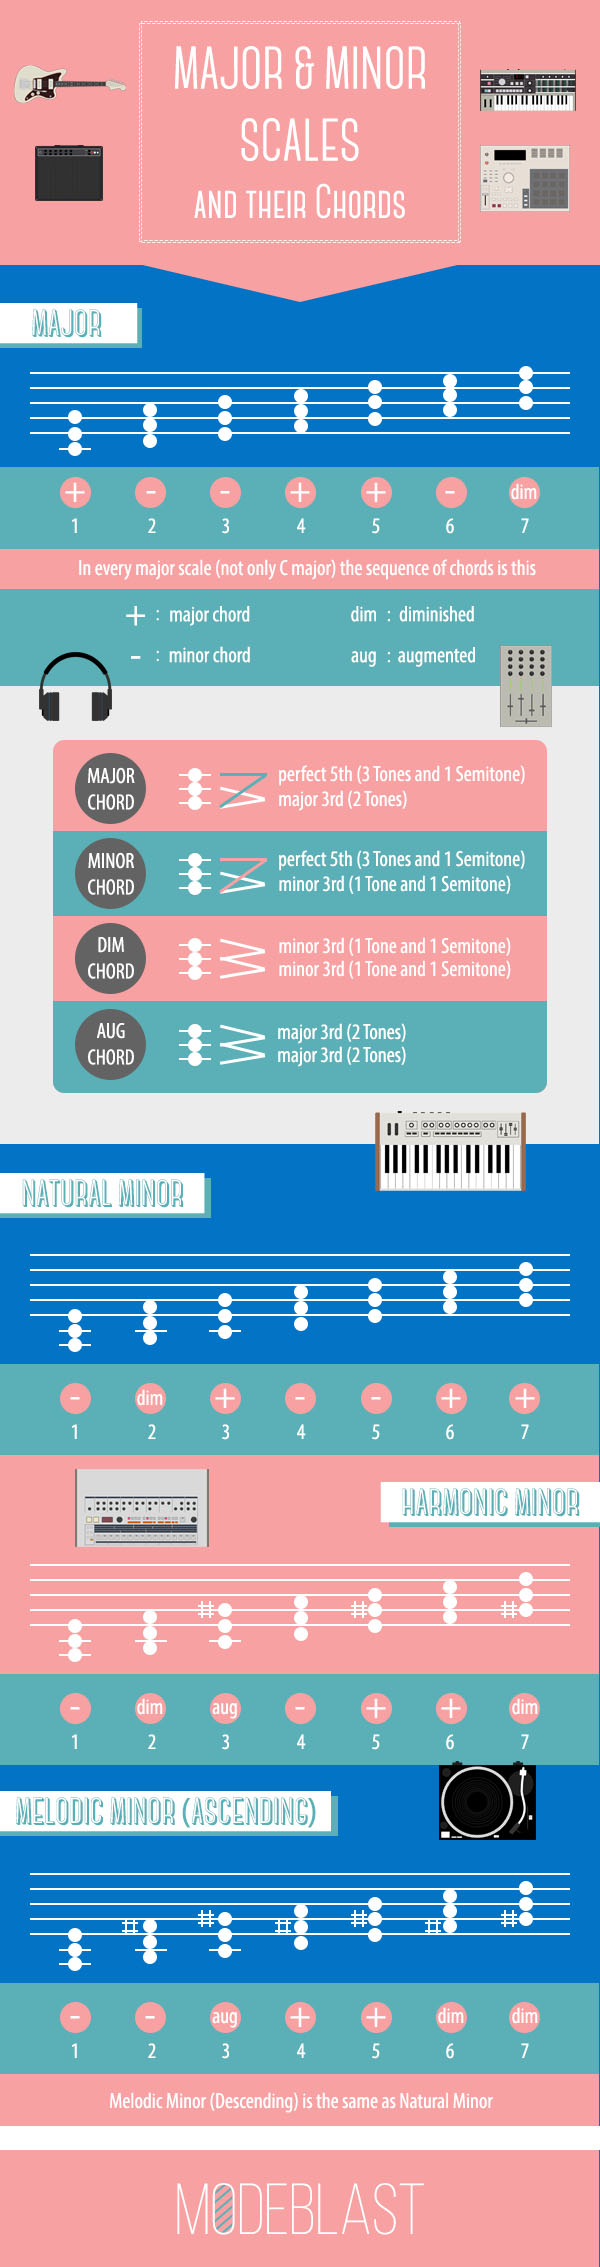 MAJOR & MINOR
SCALES
AND THEIR CHORDS
MAJOR
+ - - + + - dim
1 2 3 4 5 6 7
In every major scale (not only C major) the sequence of chords is this
+ : major chord dim : diminished
- : minor chord aug : augmented
MAJOR
CHORD
perfect 5th (3 Tones and 1 Semitone)
major 3rd (2 Tones)
MINOR
CHORD
perfect 5th (3 Tones and 1 Semitone)
minor 3rd (1 Tone and 1 Semitone)
DIM
CHORD
minor 3rd (1 Tone and 1 Semitone)
minor 3rd (1 Tone and 1 Semitone)
AUG
CHORD
major 3rd (2 Tones)
major 3rd (2 Tones)
NATURAL MINOR
- dim + - - + +
1 2 3 4 5 6 7
HARMONIC MINOR
# # #
- dim aug - + + dim
1 2 3 4 5 6 7
MELODIC MINOR (ASCENDING)
# # # # # #
- - aug + + dim dim
1 2 3 4 5 6 7
Melodic Minor (Descending) is the same as Natural Minor
MODEBLAST